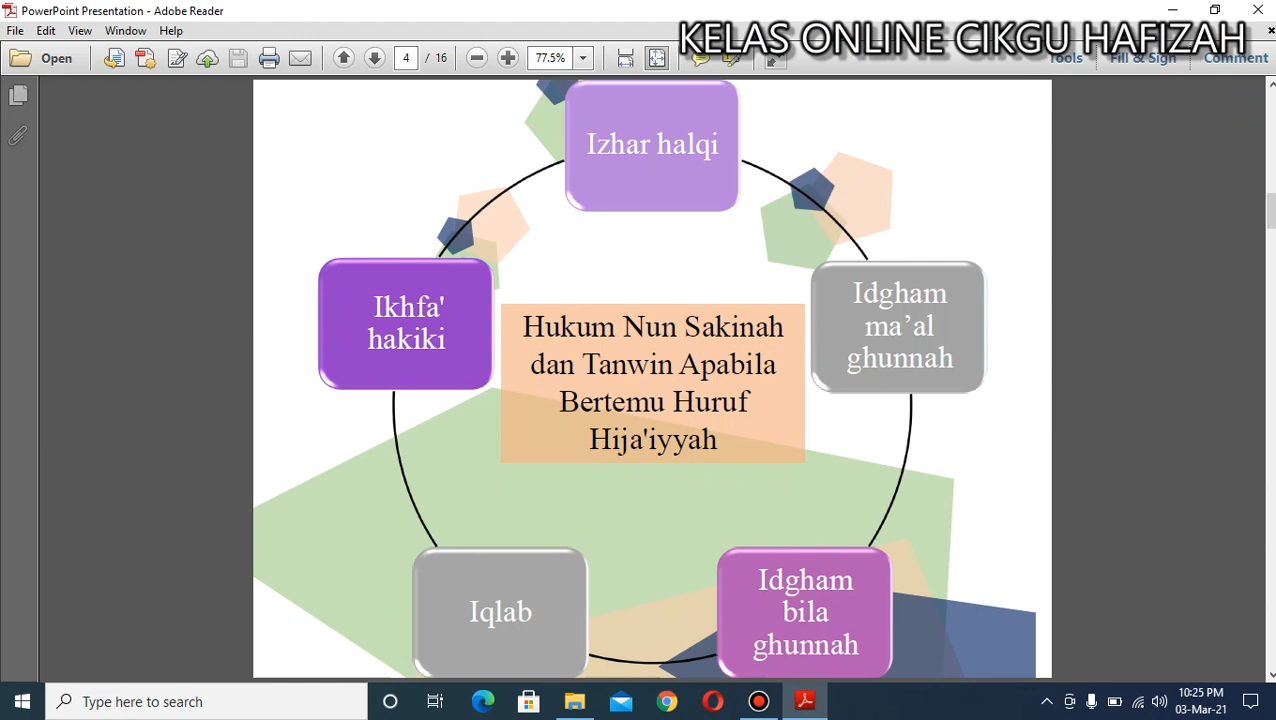 PowerPoint Presentation - Adobe Reader
File Edit View Window Help
KELAS ONLINE CIKGU HAFIZAH
Open
4 / 16
77.5%
Tools
Fill & Sign
Comment
Izhar halqi
Ikhfa'
hakiki
Idgham
ma’al
ghunnah
Hukum Nun Sakinah
dan Tanwin Apabila
Bertemu Huruf
Hija'iyyah
Iqlab
Idgham
bila
ghunnah
Type here to search
10:25 PM
03-Mar-21